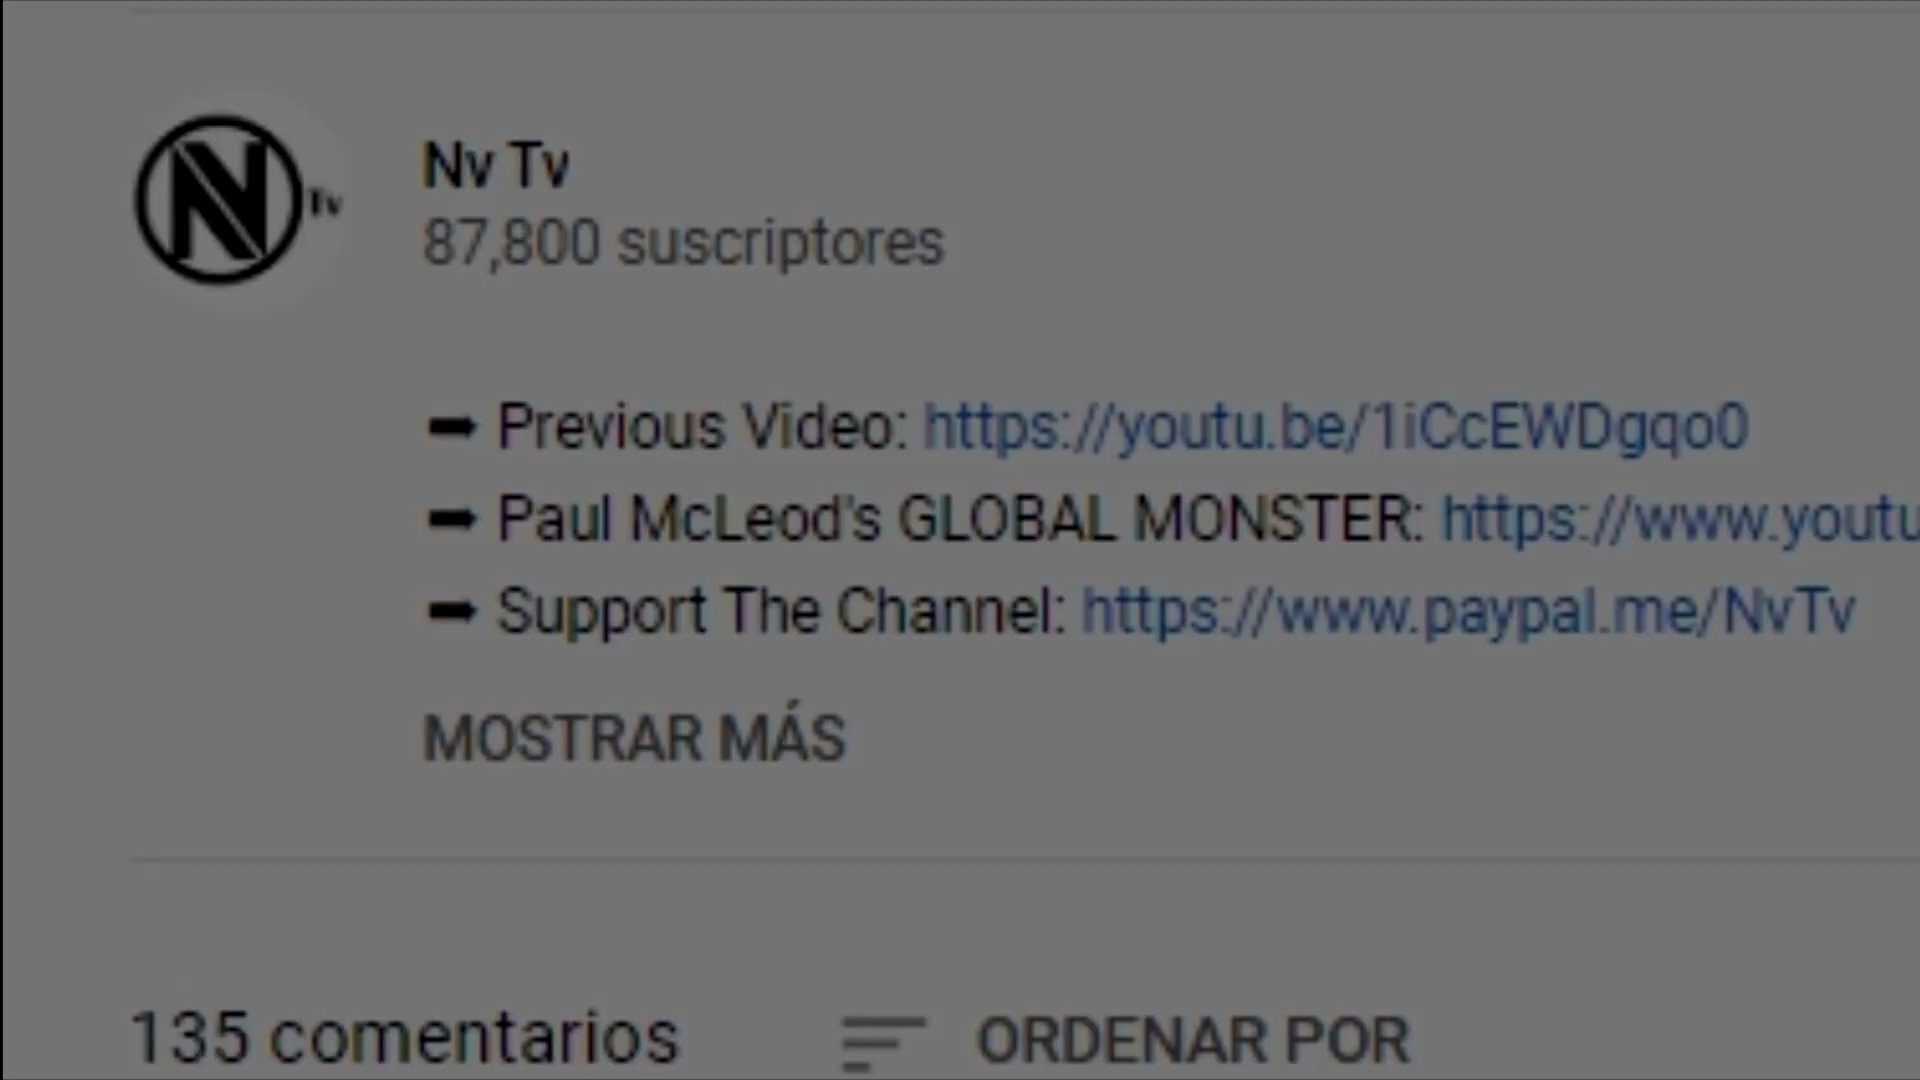 N Tv
Nv Tv
87,800 suscriptores
➡ Previous Video: https://youtu.be/1iCcEWDgqo0
➡ Paul McLeod's GLOBAL MONSTER: https://www.youtu
➡ Support The Channel: https://www.paypal.me/NvTv
MOSTRAR MÁS
135 comentarios ORDENAR POR